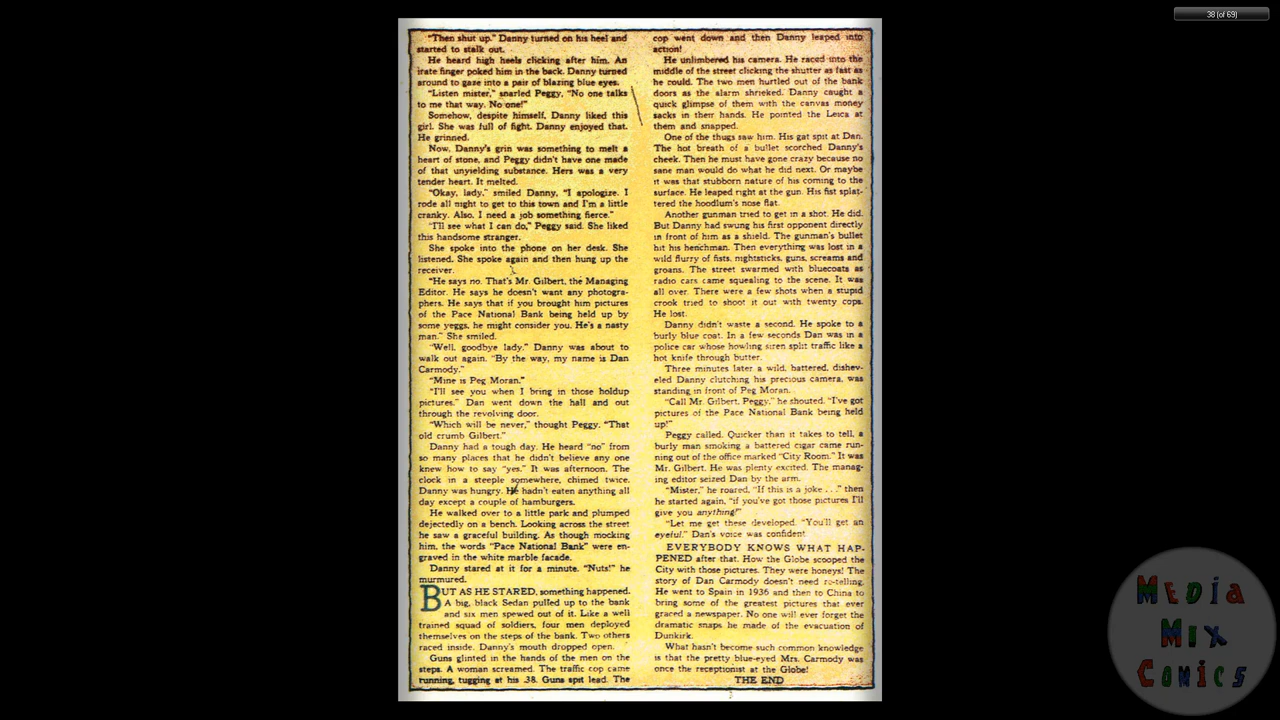 38 (of 69)
"Then shut up." Danny turned on his heel and
started to stalk out.
He heard high heels clicking after him. An
irate finger poked him in the back. Danny turned
around to gaze into a pair of blazing blue eyes.
"Listen mister," snarled Peggy, "No one talks
to me that way. No one!"
Somehow, despite himself, Danny liked this
girl. She was full of fight. Danny enjoyed that.
He grinned.
Now, Danny's grin was something to melt a
heart of stone, and Peggy didn't have one made
of that unyielding substance. Hers was a very
tender heart. It melted.
"Okay, lady," smiled Danny, "I apologize. I
rode all night to get to this town and I'm a little
cranky. Also, I need a job something fierce."
"I'll see what I can do," Peggy said. She liked
this handsome stranger.
She spoke into the phone on her desk. She
listened. She spoke again and then hung up the
receiver.
"He says no. That's Mr. Gilbert, the Managing
Editor. He says he doesn't want any photogra-
phers. He says that if you brought him pictures
of the Pace National Bank being held up by
some yeggs, he might consider you. He's a nasty
man." She smiled.
"Well, goodbye lady." Danny was about to
walk out again. "By the way, my name is Dan
Carmody."
"Mine is Peg Moran."
"I'll see you when I bring in those holdup
pictures." Dan went down the hall and out
through the revolving door.
"Which will be never," thought Peggy. "That
old crumb Gilbert."
Danny had a tough day. He heard "no" from
so many places that he didn't believe any one
knew how to say "yes." It was afternoon. The
clock in a steeple somewhere, chimed twice.
Danny was hungry. He hadn't eaten anything all
day except a couple of hamburgers.
He walked over to a little park and plumped
dejectedly on a bench. Looking across the street
he saw a graceful building. As though mocking
him, the words "Pace National Bank" were en-
graved in the white marble facade.
Danny stared at it for a minute. "Nuts!" he
murmured.
BUT AS HE STARED, something happened.
A big, black Sedan pulled up to the bank
and six men spewed out of it. Like a well
trained squad of soldiers, four men deployed
themselves on the steps of the bank. Two others
raced inside. Danny's mouth dropped open.
Guns glinted in the hands of the men on the
steps. A woman screamed. The traffic cop came
running, tugging at his .38. Guns spit lead. The
cop went down and then Danny leaped into
action!
He unlimbered his camera. He raced into the
middle of the street clicking the shutter as fast as
he could. The two men hurtled out of the bank
doors as the alarm shrieked. Danny caught a
quick glimpse of them with the canvas money
sacks in their hands. He pointed the Leica at
them and snapped.
One of the thugs saw him. His gat spit at Dan.
The hot breath of a bullet scorched Danny's
cheek. Then he must have gone crazy because no
sane man would do what he did next. Or maybe
it was that stubborn nature of his coming to the
surface. He leaped right at the gun. His fist splat-
tered the hoodlum's nose flat.
Another gunman tried to get in a shot. He did.
But Danny had swung his first opponent directly
in front of him as a shield. The gunman's bullet
hit his henchman. Then everything was lost in a
wild flurry of fists, nightsticks, guns, screams and
groans. The street swarmed with bluecoats as
radio cars came squealing to the scene. It was
all over. There were a few shots when a stupid
crook tried to shoot it out with twenty cops.
He lost.
Danny didn't waste a second. He spoke to a
burly blue coat. In a few seconds Dan was in a
police car whose howling siren split traffic like a
hot knife through butter.
Three minutes later a wild, battered, dishev-
eled Danny clutching his precious camera, was
standing in front of Peg Moran.
"Call Mr. Gilbert, Peggy," he shouted. "I've got
pictures of the Pace National Bank being held
up!"
Peggy called. Quicker than it takes to tell, a
burly man smoking a battered cigar came run-
ning out of the office marked "City Room." It was
Mr. Gilbert. He was plenty excited. The manag-
ing editor seized Dan by the arm.
"Mister," he roared, "If this is a joke . . ." then
he started again, "if you've got those pictures I'll
give you anything!"
"Let me get these developed. "You'll get an
eyeful." Dan's voice was confident.
EVERYBODY KNOWS WHAT HAP-
PENED after that. How the Globe scooped the
City with those pictures. They were honeys! The
story of Dan Carmody doesn't need re-telling.
He went to Spain in 1936 and then to China to
bring some of the greatest pictures that ever
graced a newspaper. No one will ever forget the
dramatic snaps he made of the evacuation of
Dunkirk.
What hasn't become such common knowledge
is that the pretty blue-eyed Mrs. Carmody was
once the receptionist at the Globe!
THE END
MEDIA
MIX
COMICS